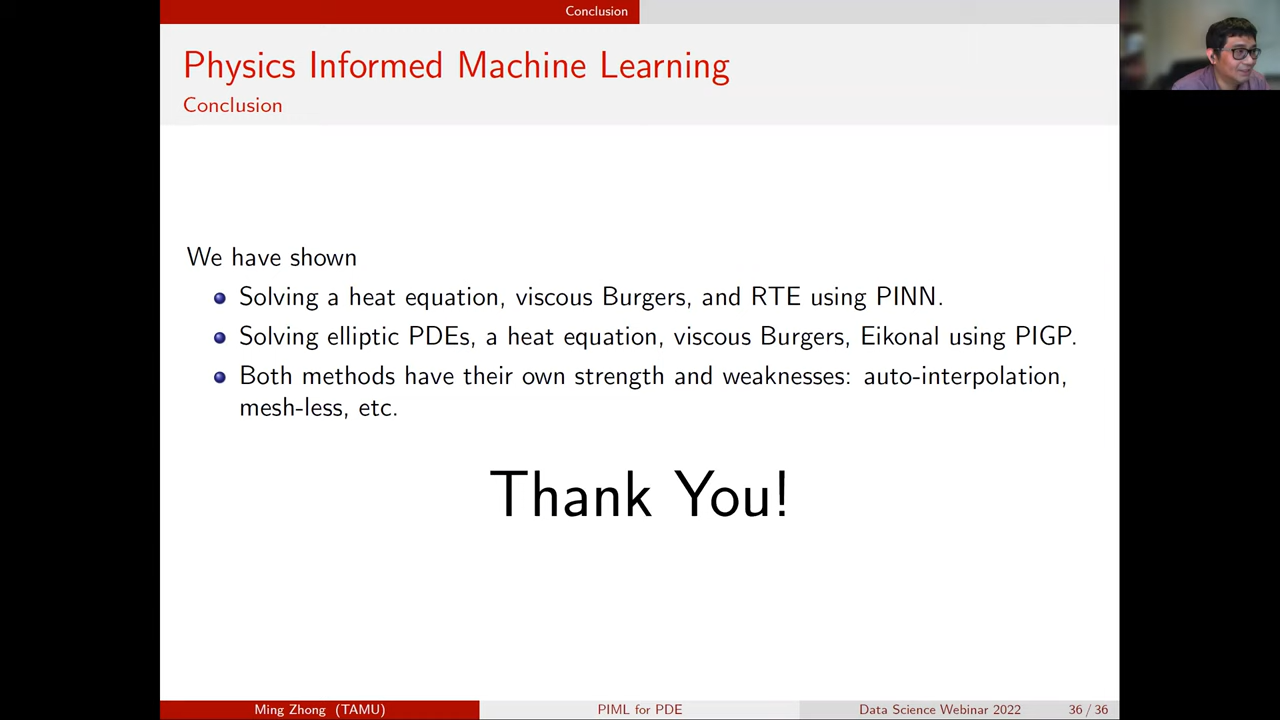 Conclusion
Physics Informed Machine Learning
Conclusion
We have shown
Solving a heat equation, viscous Burgers, and RTE using PINN.
Solving elliptic PDEs, a heat equation, viscous Burgers, Eikonal using PIGP.
Both methods have their own strength and weaknesses: auto-interpolation,
mesh-less, etc.
Thank You!
Ming Zhong (TAMU)
PIML for PDE
Data Science Webinar 2022
36 / 36